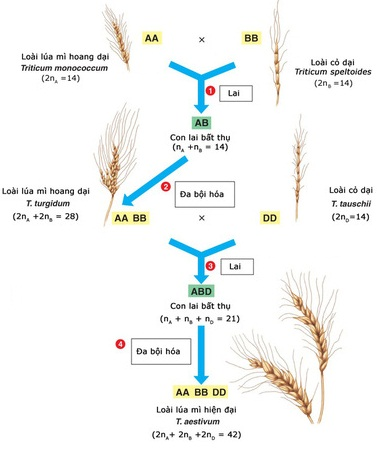 AA × BB
Loài lúa mì hoang dại
Triticum monococcum
(2nA =14)
Loài cỏ dại
Triticum speltoides
(2nB =14)
1 Lai
AB
Con lai bất thụ
(nA +nB = 14)
2 Đa bội hóa
Loài lúa mì hoang dại
T. turgidum
(2nA +2nB = 28)
Loài cỏ dại
T. tauschii
(2nD=14)
AA BB × DD
3 Lai
ABD
Con lai bất thụ
(nA + nB + nD = 21)
4 Đa bội hóa
AA BB DD
Loài lúa mì hiện đại
T. aestivum
(2nA+ 2nB +2nD = 42)